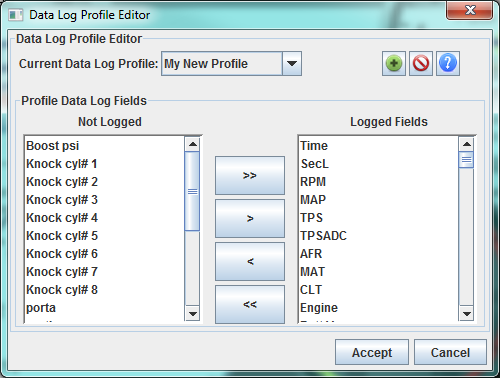 Data Log Profile Editor
Data Log Profile Editor
Current Data Log Profile: My New Profile
Profile Data Log Fields
Not Logged
Boost psi
Knock cyl# 1
Knock cyl# 2
Knock cyl# 3
Knock cyl# 4
Knock cyl# 5
Knock cyl# 6
Knock cyl# 7
Knock cyl# 8
porta
>>
>
<
<<
Logged Fields
Time
SecL
RPM
MAP
TPS
TPSADC
AFR
MAT
CLT
Engine
Accept
Cancel